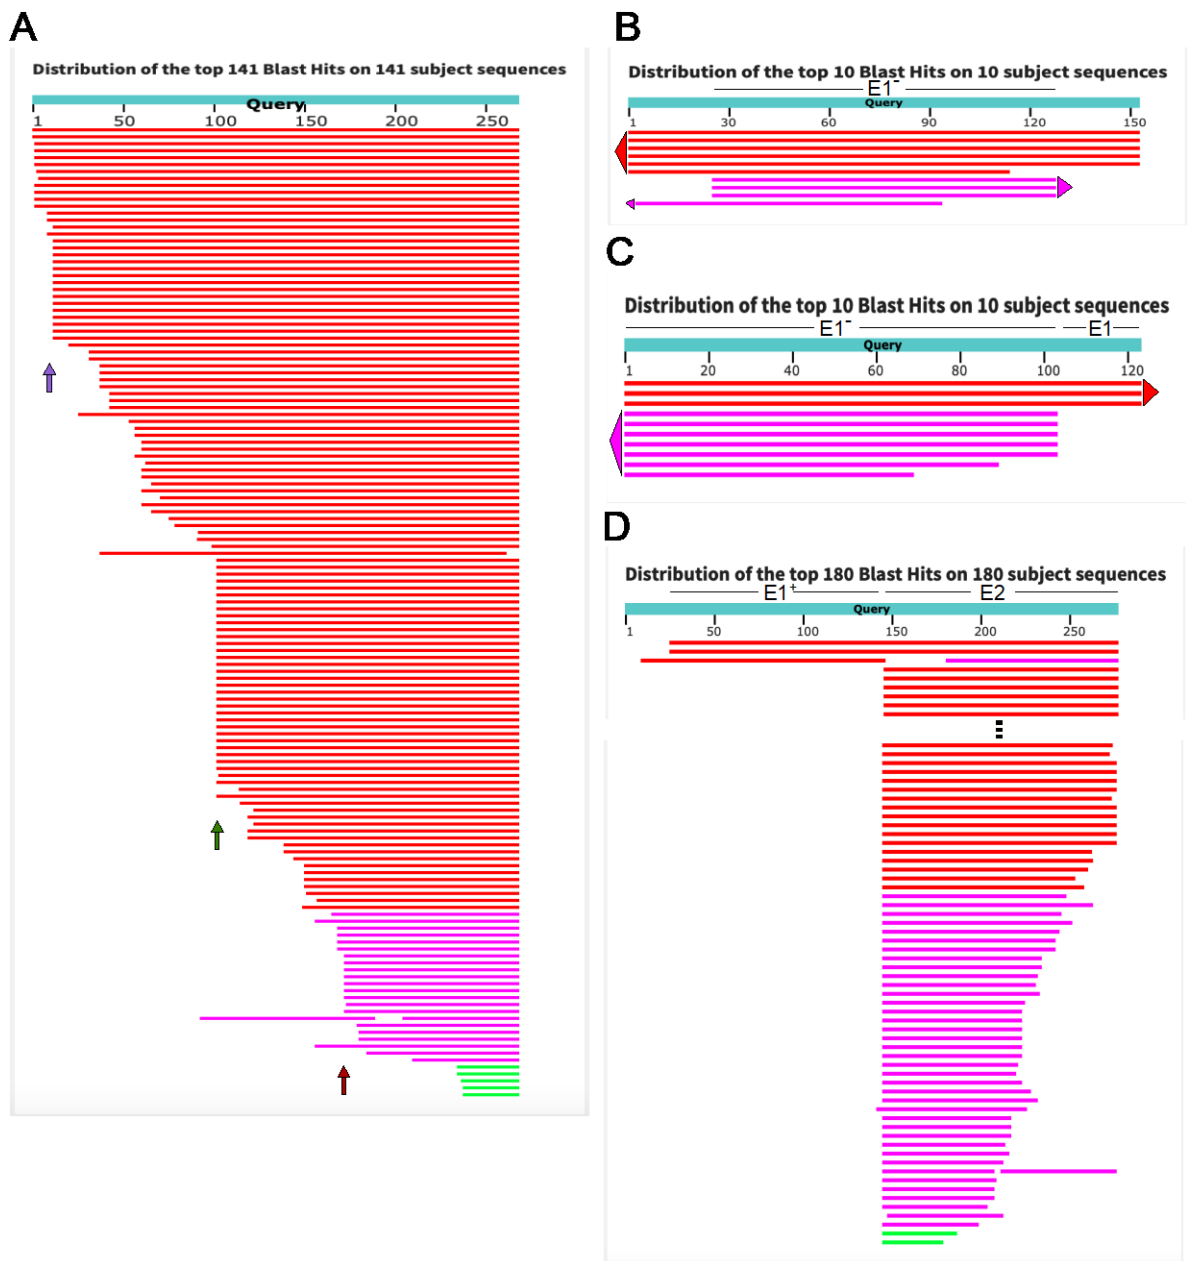 A
Distribution of the top 141 Blast Hits on 141 subject sequences
Query
1 50 100 150 200 250
B
Distribution of the top 10 Blast Hits on 10 subject sequences
E1-
Query
1 30 60 90 120 150
C
Distribution of the top 10 Blast Hits on 10 subject sequences
E1- E1
Query
1 20 40 60 80 100 120
D
Distribution of the top 180 Blast Hits on 180 subject sequences
E1+ E2
Query
1 50 100 150 200 250